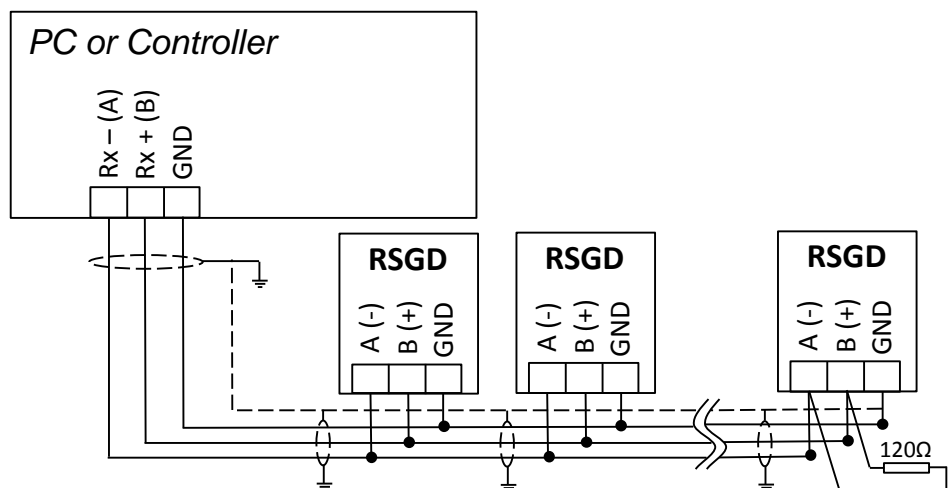 PC or Controller
Rx – (A)
Rx + (B)
GND
RSGD
A (-)
B (+)
GND
RSGD
A (-)
B (+)
GND
RSGD
A (-)
B (+)
GND
120Ω